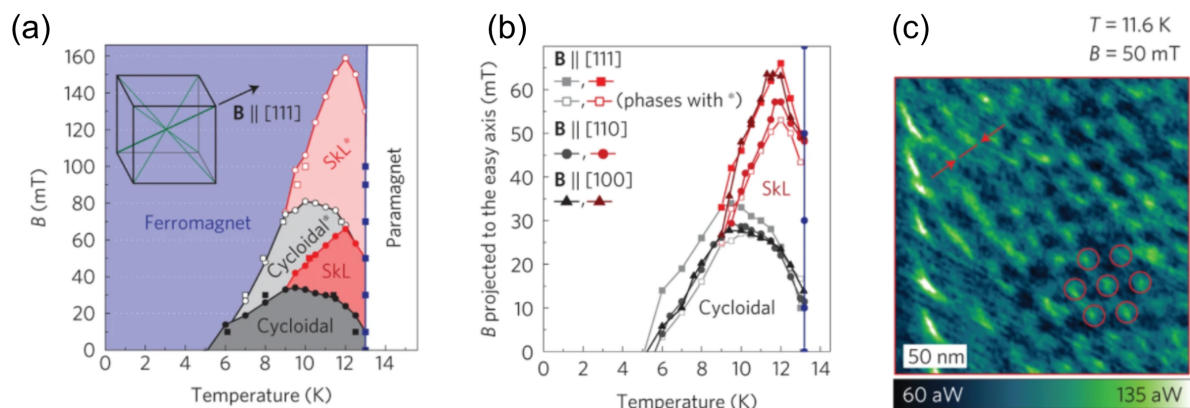 (a)
160
140
120
100
80
60
40
20
0
B (mT)
B || [111]
SkL*
Ferromagnet
Cycloidal*
SkL
Cycloidal
Paramagnet
0 2 4 6 8 10 12 14
Temperature (K)
(b)
70
60
50
40
30
20
10
0
B projected to the easy axis (mT)
B || [111]
, (phases with *)
B || [110]
B || [100]
SkL
Cycloidal
0 2 4 6 8 10 12 14
Temperature (K)
(c)
T = 11.6 K
B = 50 mT
50 nm
60 aW
135 aW